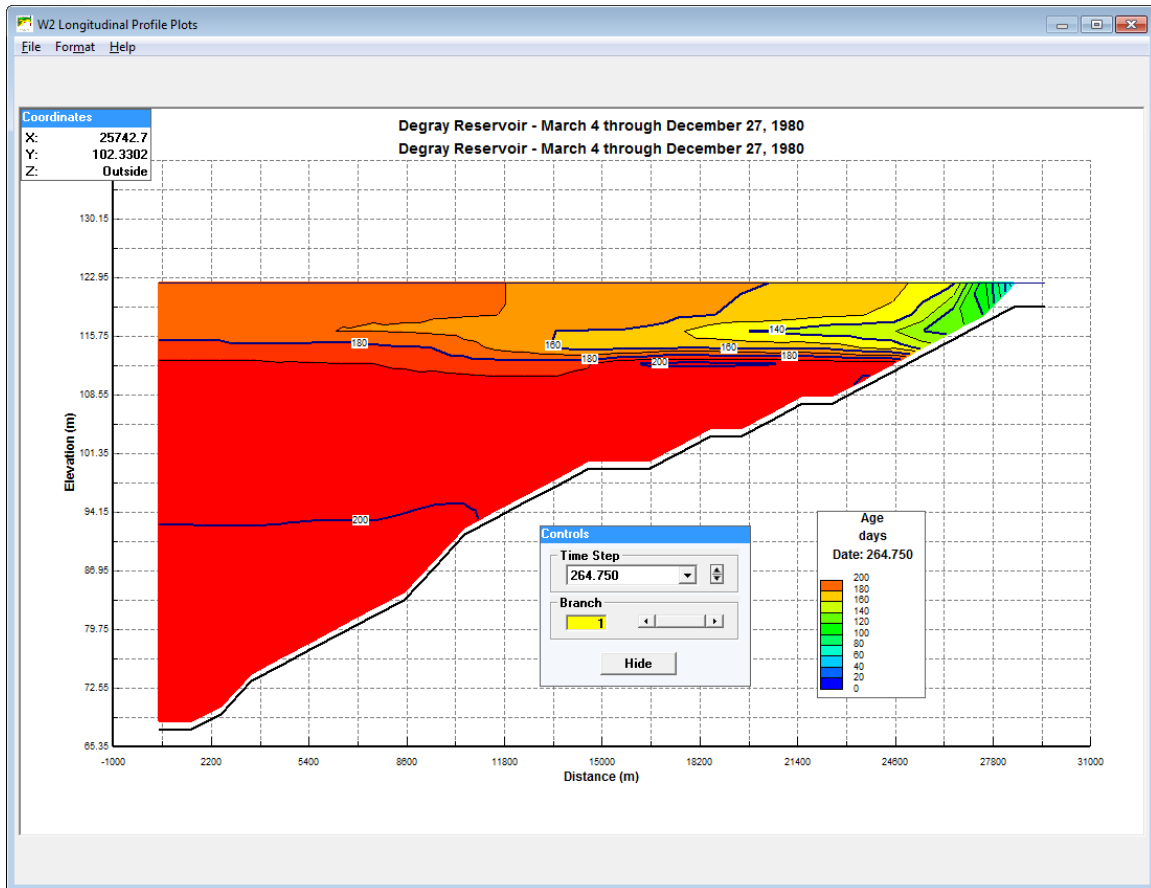 W2 Longitudinal Profile Plots
File Format Help
Coordinates
X: 25742.7
Y: 102.3302
Z: Outside
Degray Reservoir - March 4 through December 27, 1980
Degray Reservoir - March 4 through December 27, 1980
130.15
122.95
115.75
108.55
101.35
94.15
86.95
79.75
72.55
65.35
Elevation (m)
140
180
160
160
180
180
200
200
Controls
Time Step
264.750
Branch
1
Hide
Age
days
Date: 264.750
200
180
160
140
120
100
80
60
40
20
0
-1000 2200 5400 8600 11800 15000 18200 21400 24600 27800 31000
Distance (m)